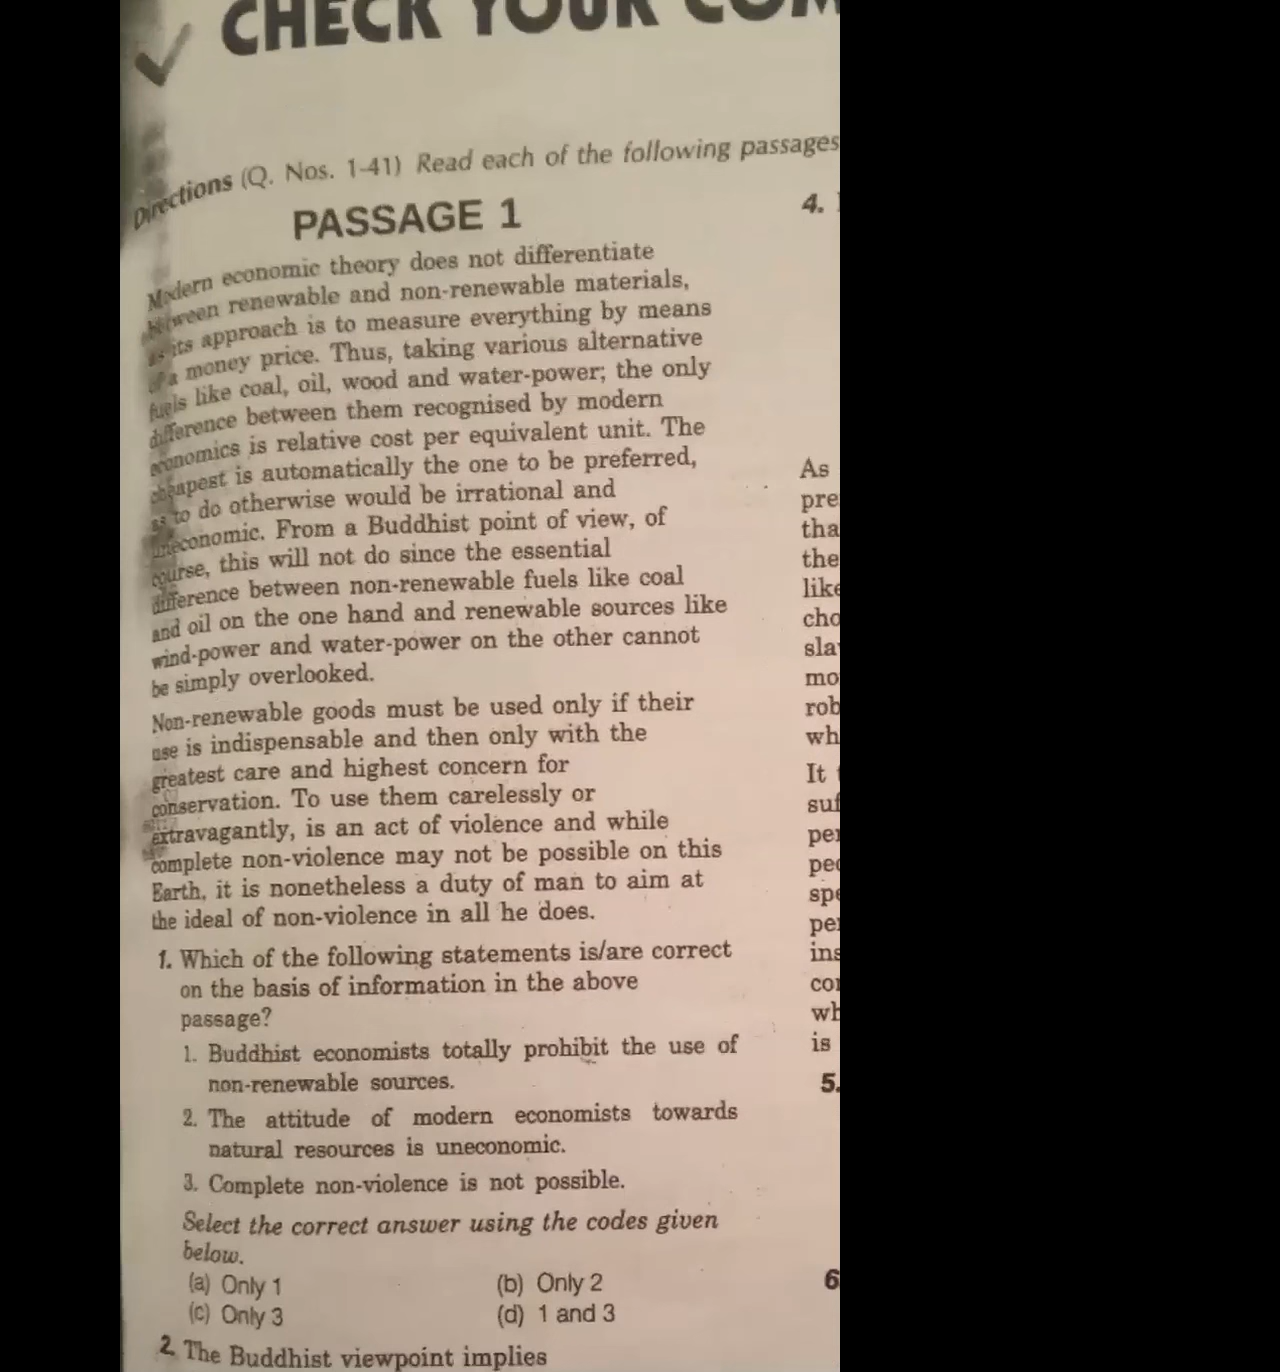 CHECK YOUR COM
Directions (Q. Nos. 1-41) Read each of the following passages
PASSAGE 1
Modern economic theory does not differentiate
between renewable and non-renewable materials,
as its approach is to measure everything by means
of a money price. Thus, taking various alternative
fuels like coal, oil, wood and water-power; the only
difference between them recognised by modern
economics is relative cost per equivalent unit. The
cheapest is automatically the one to be preferred,
as to do otherwise would be irrational and
uneconomic. From a Buddhist point of view, of
course, this will not do since the essential
difference between non-renewable fuels like coal
and oil on the one hand and renewable sources like
wind-power and water-power on the other cannot
be simply overlooked.
Non-renewable goods must be used only if their
use is indispensable and then only with the
greatest care and highest concern for
conservation. To use them carelessly or
extravagantly, is an act of violence and while
complete non-violence may not be possible on this
Earth, it is nonetheless a duty of man to aim at
the ideal of non-violence in all he does.
1. Which of the following statements is/are correct
on the basis of information in the above
passage?
1. Buddhist economists totally prohibit the use of
non-renewable sources.
2. The attitude of modern economists towards
natural resources is uneconomic.
3. Complete non-violence is not possible.
Select the correct answer using the codes given
below.
(a) Only 1 (b) Only 2
(c) Only 3 (d) 1 and 3
2. The Buddhist viewpoint implies
4.
As
pre
tha
the
like
cho
sla
mo
rob
wh
It
suf
per
peo
spe
per
ins
con
wh
is
5.
6